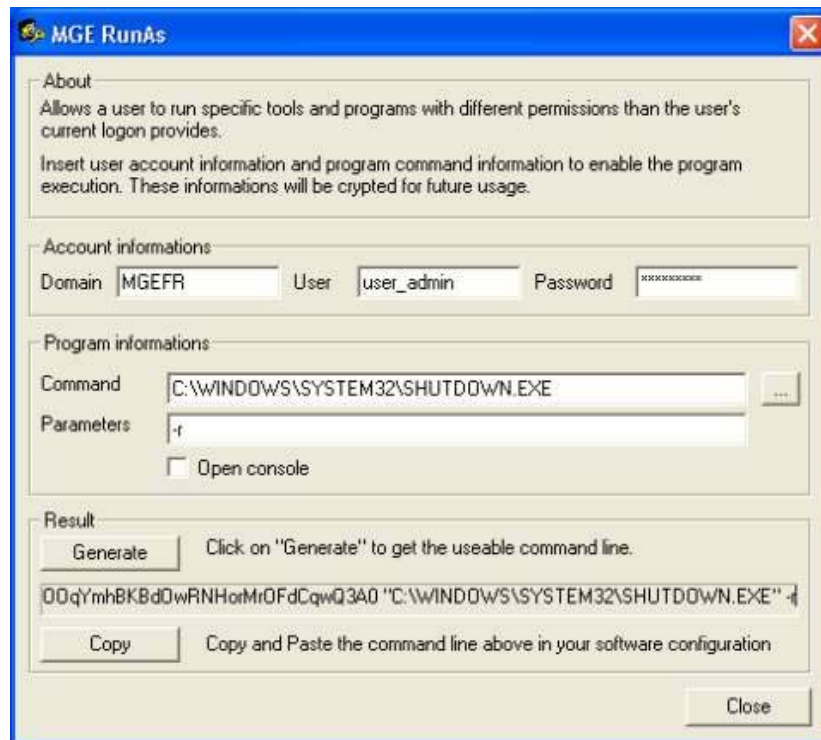 MGE RunAs
About
Allows a user to run specific tools and programs with different permissions than the user's
current logon provides.
Insert user account information and program command information to enable the program
execution. These informations will be crypted for future usage.
Account informations
Domain MGEFR User user_admin Password *********
Program informations
Command C:\WINDOWS\SYSTEM32\SHUTDOWN.EXE ...
Parameters -r
Open console
Result
Generate Click on "Generate" to get the useable command line.
"C:\WINDOWS\SYSTEM32\SHUTDOWN.EXE" -r
Copy Copy and Paste the command line above in your software configuration
Close